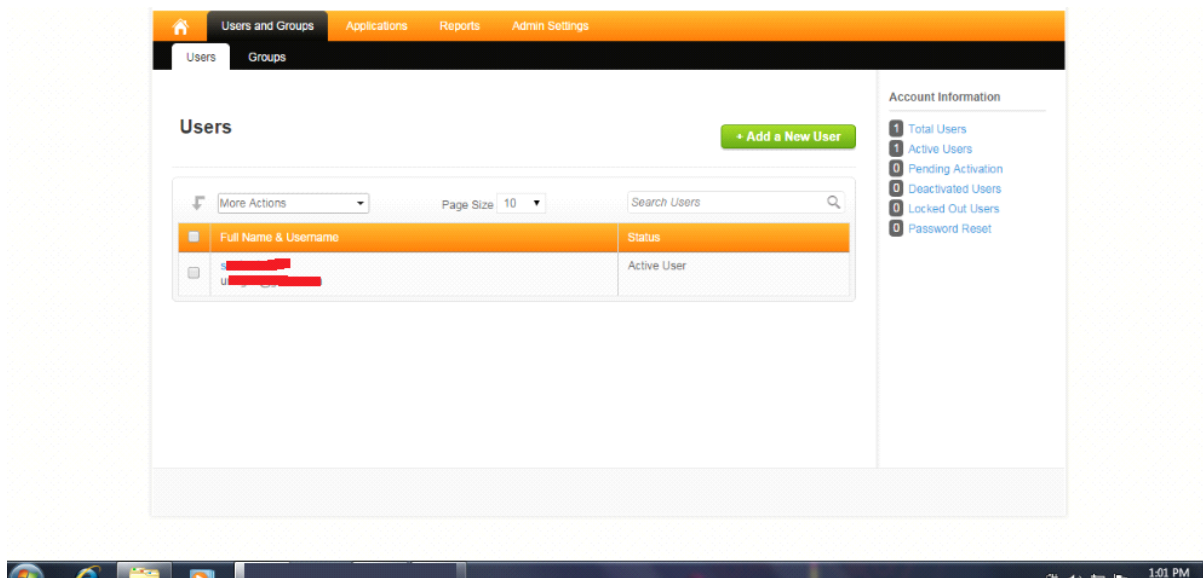 Users and Groups Applications Reports Admin Settings
Users Groups
Users
+ Add a New User
More Actions
Page Size 10
Search Users
Full Name & Username
Status
Active User
Account Information
1 Total Users
1 Active Users
0 Pending Activation
0 Deactivated Users
0 Locked Out Users
0 Password Reset
1:01 PM